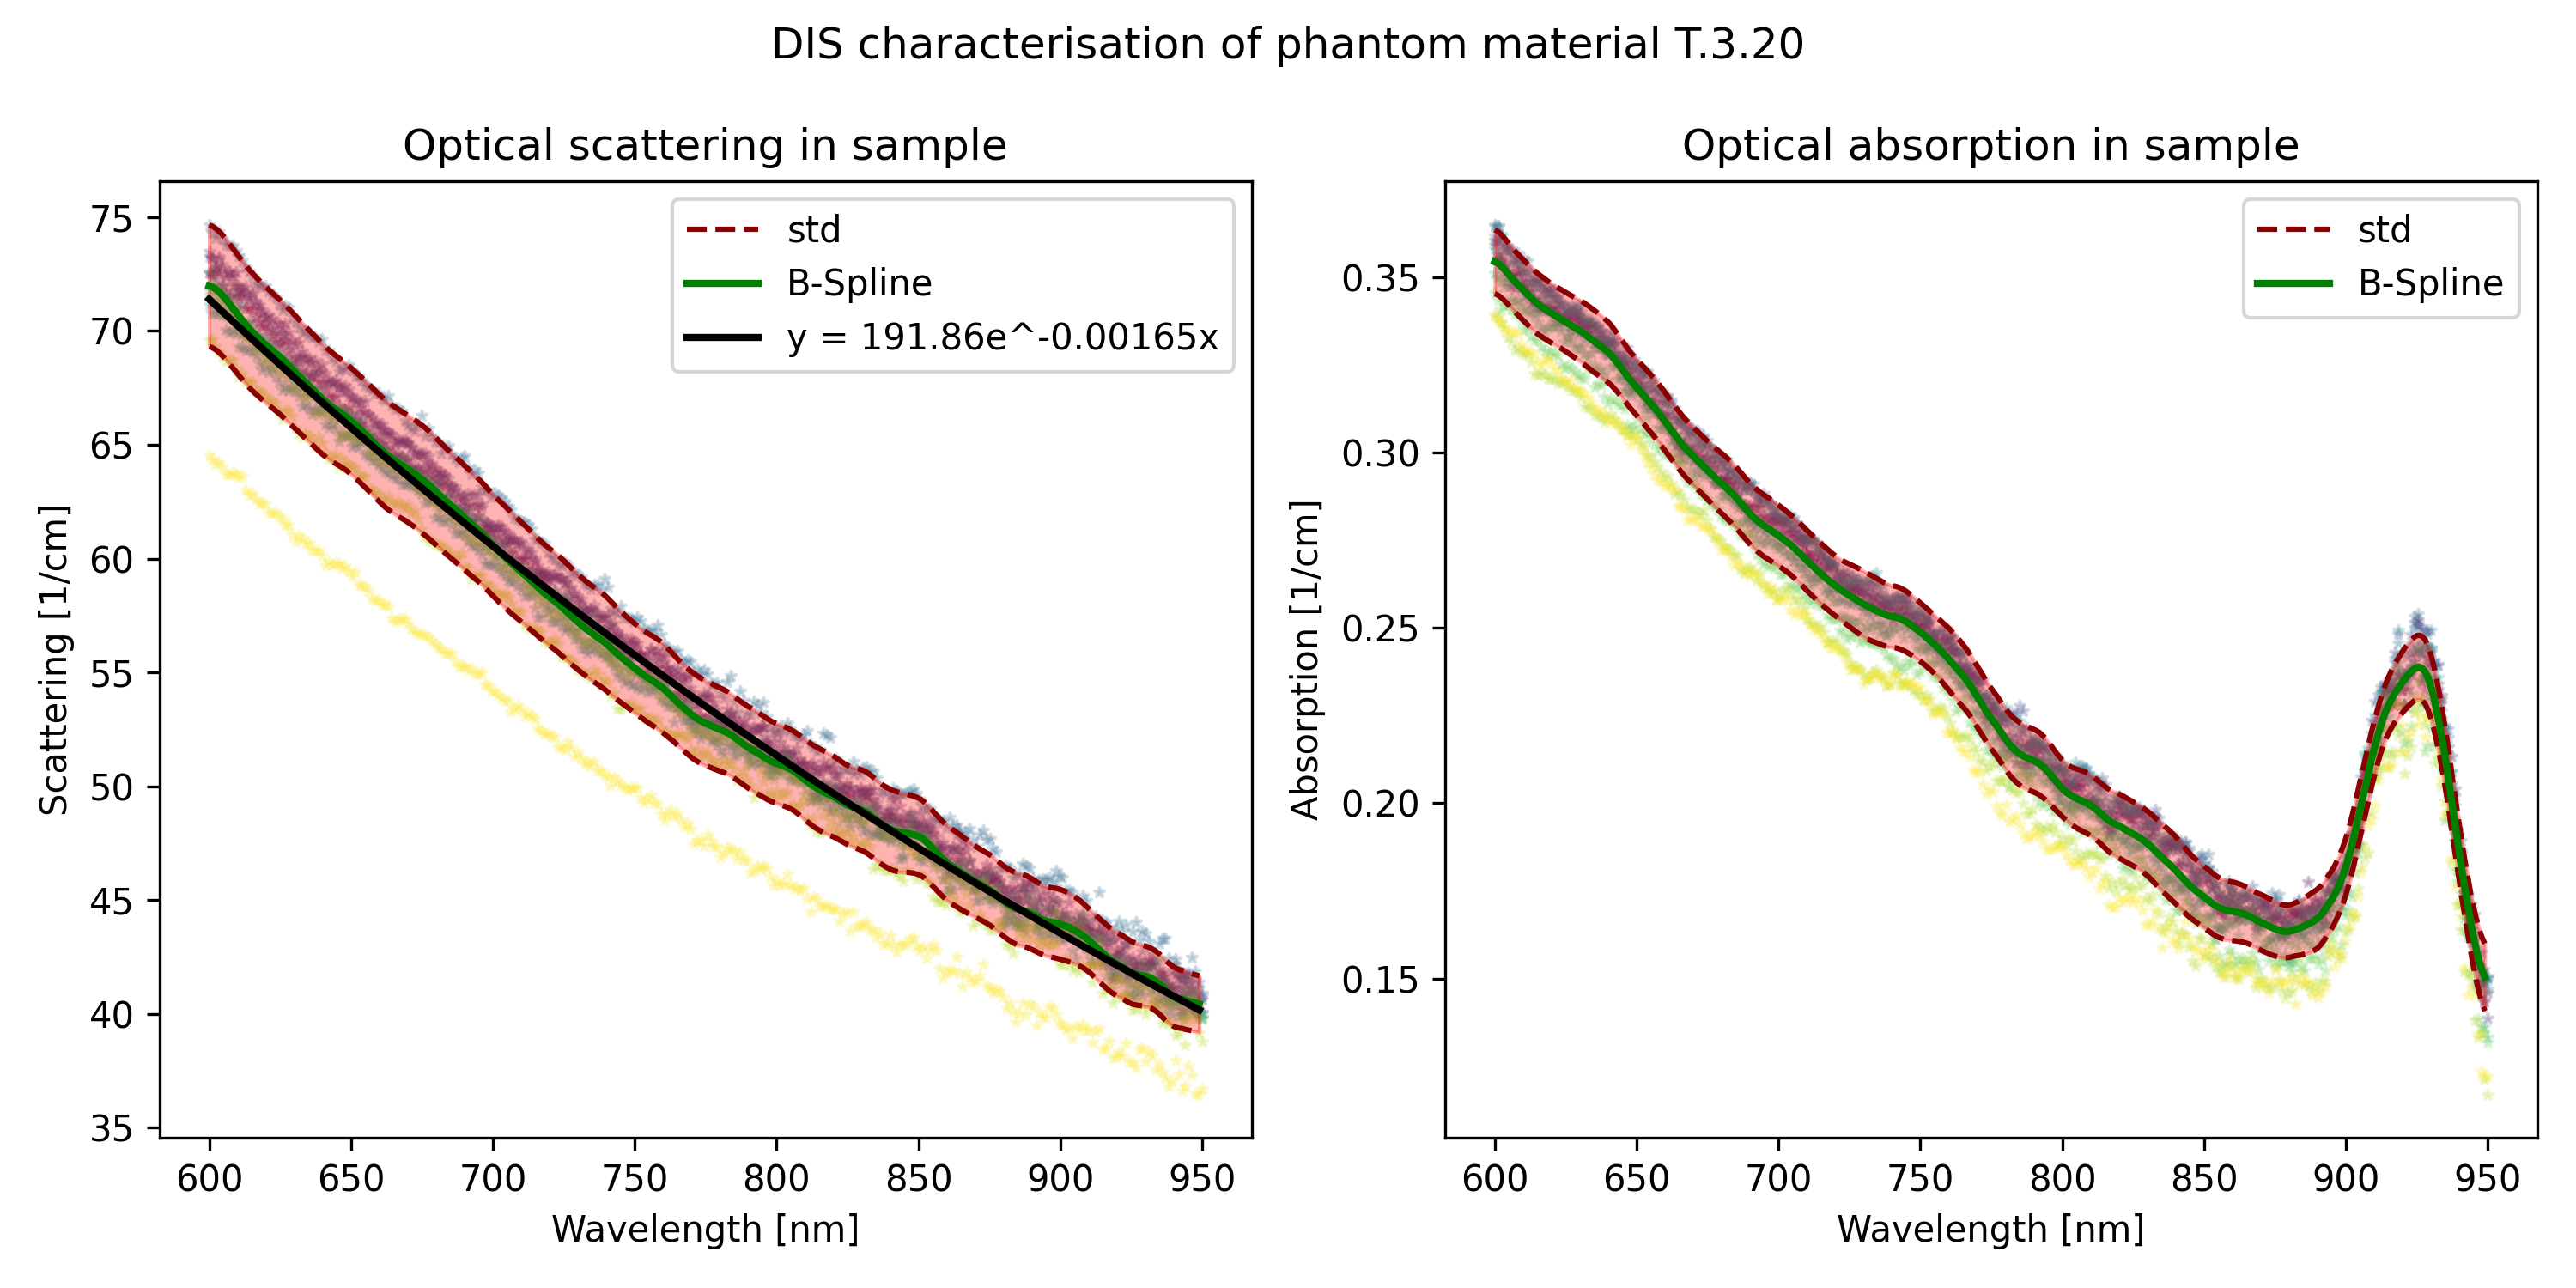 DIS characterisation of phantom material T.3.20
Optical scattering in sample
75
70
65
60
55
50
45
40
35
Scattering [1/cm]
600 650 700 750 800 850 900 950
Wavelength [nm]
std
B-Spline
y = 191.86e^-0.00165x
Optical absorption in sample
0.35
0.30
0.25
0.20
0.15
Absorption [1/cm]
600 650 700 750 800 850 900 950
Wavelength [nm]
std
B-Spline